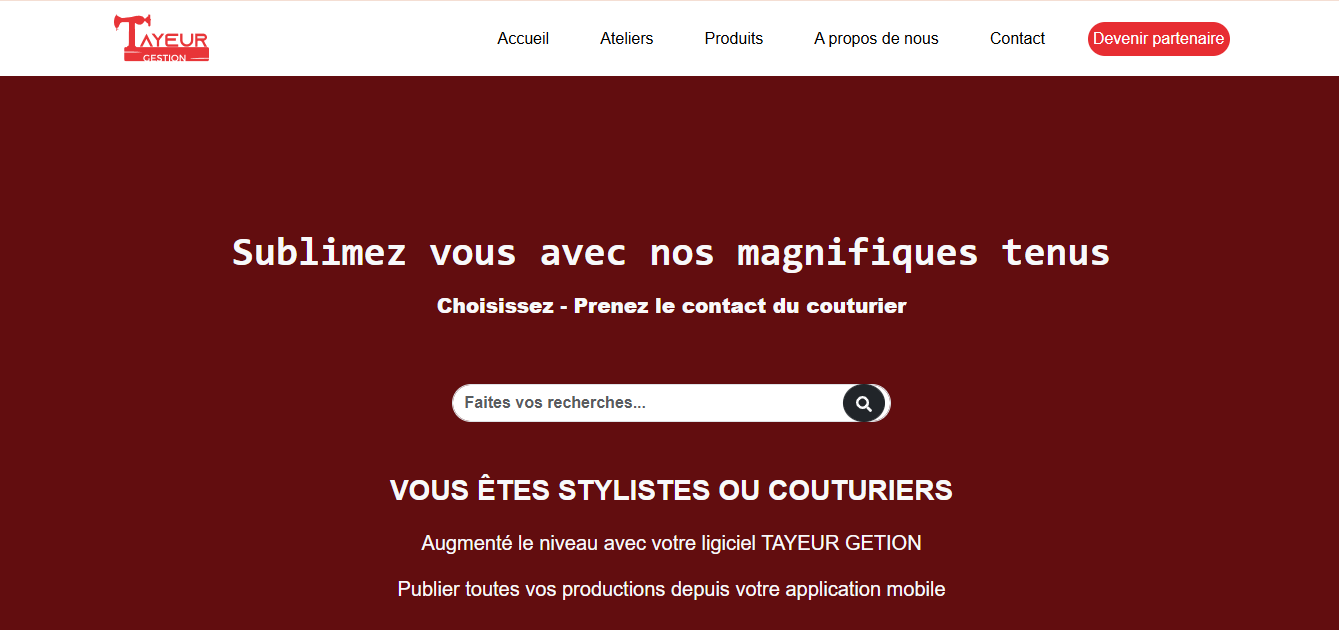 TAYEUR
GESTION
Accueil Ateliers Produits A propos de nous Contact Devenir partenaire
Sublimez vous avec nos magnifiques tenus
Choisissez - Prenez le contact du couturier
Faites vos recherches...
VOUS ÊTES STYLISTES OU COUTURIERS
Augmenté le niveau avec votre ligiciel TAYEUR GETION
Publier toutes vos productions depuis votre application mobile